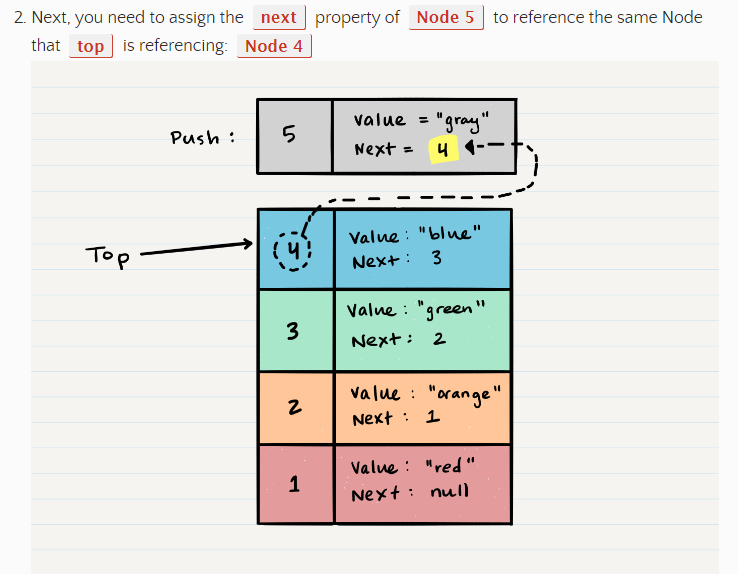 2. Next, you need to assign the next property of Node 5 to reference the same Node
that top is referencing: Node 4
Push : 5 value = "gray"
Next = 4
Top 4 Value : "blue"
Next : 3
3 Value : "green"
Next : 2
2 value : "orange"
Next : 1
1 Value : "red"
Next : null